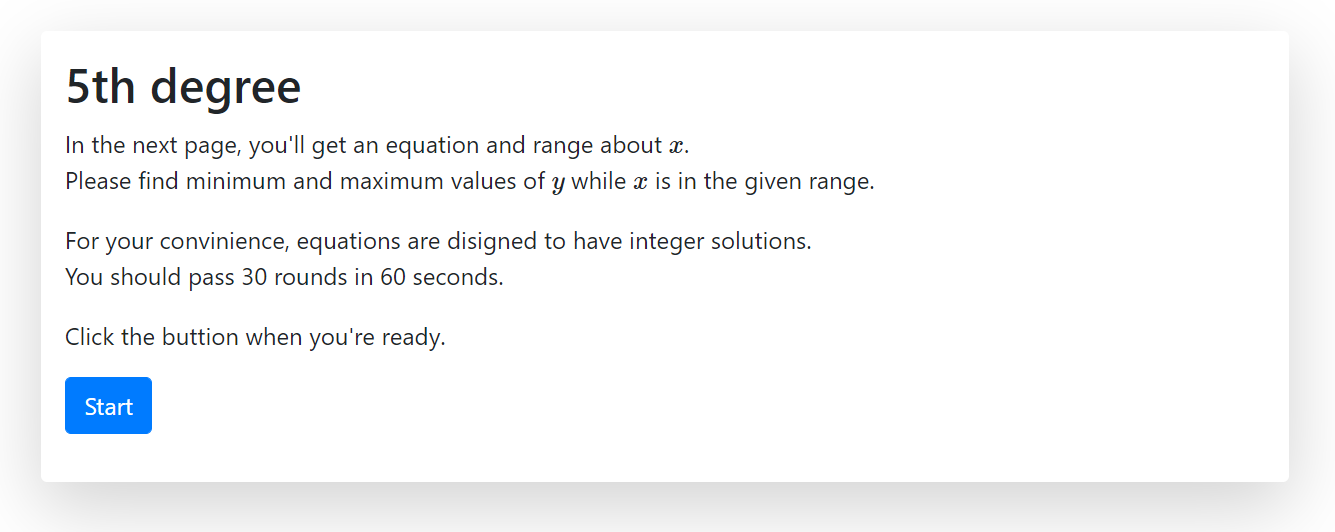 5th degree
In the next page, you'll get an equation and range about x.
Please find minimum and maximum values of y while x is in the given range.
For your convinience, equations are disigned to have integer solutions.
You should pass 30 rounds in 60 seconds.
Click the buttion when you're ready.
Start